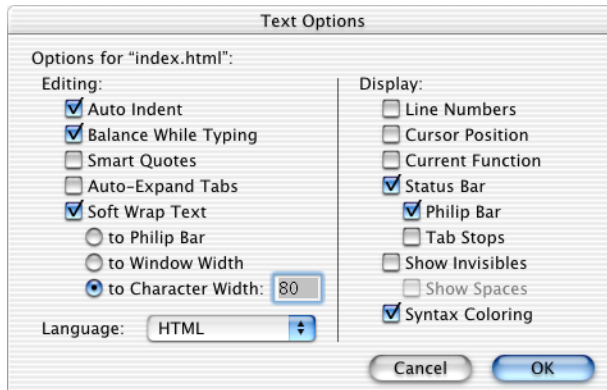 Text Options
Options for “index.html”:
Editing:
Auto Indent
Balance While Typing
Smart Quotes
Auto-Expand Tabs
Soft Wrap Text
to Philip Bar
to Window Width
to Character Width: 80
Language: HTML
Display:
Line Numbers
Cursor Position
Current Function
Status Bar
Philip Bar
Tab Stops
Show Invisibles
Show Spaces
Syntax Coloring
Cancel OK